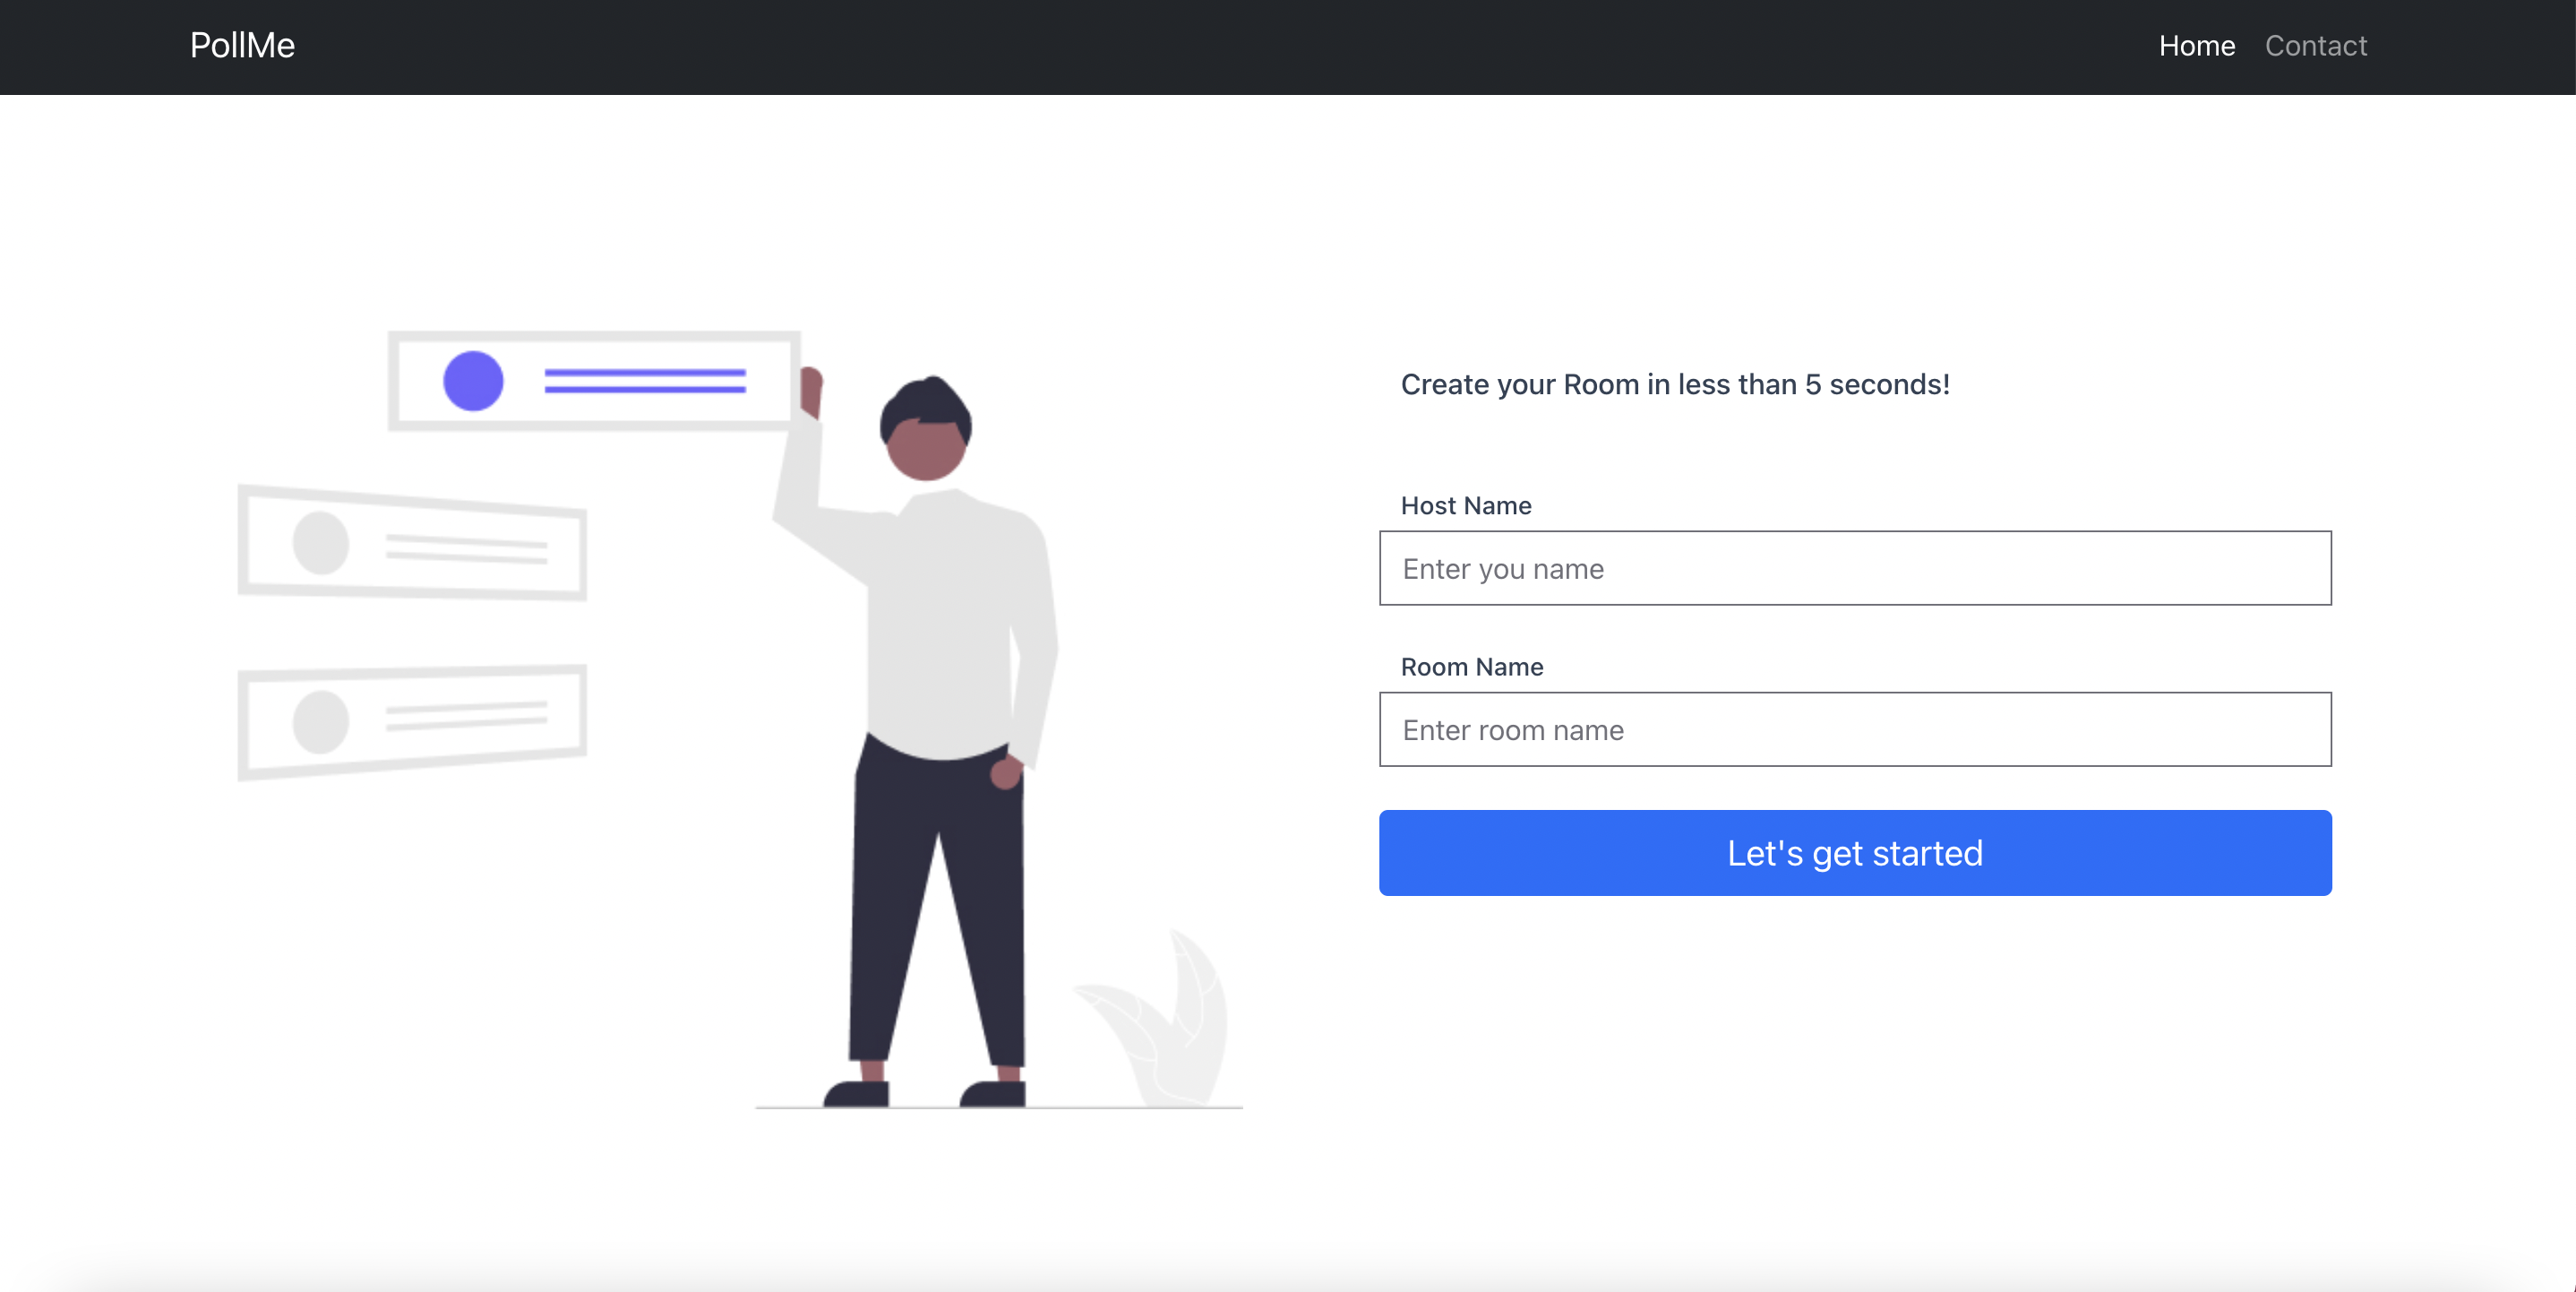 PollMe
Home Contact
Create your Room in less than 5 seconds!
Host Name
Enter you name
Room Name
Enter room name
Let's get started